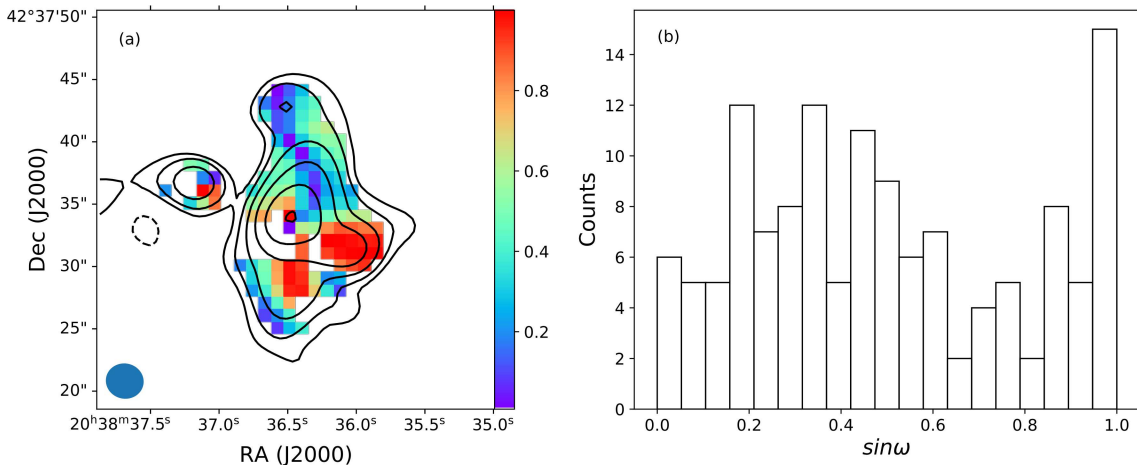 (a)
42°37'50"
45"
40"
35"
30"
25"
20"
Dec (J2000)
20ʰ38ᵐ37.5ˢ
37.0ˢ
36.5ˢ
36.0ˢ
35.5ˢ
35.0ˢ
RA (J2000)
0.8
0.6
0.4
0.2
(b)
14
12
10
8
6
4
2
0
Counts
0.0
0.2
0.4
0.6
0.8
1.0
sinω